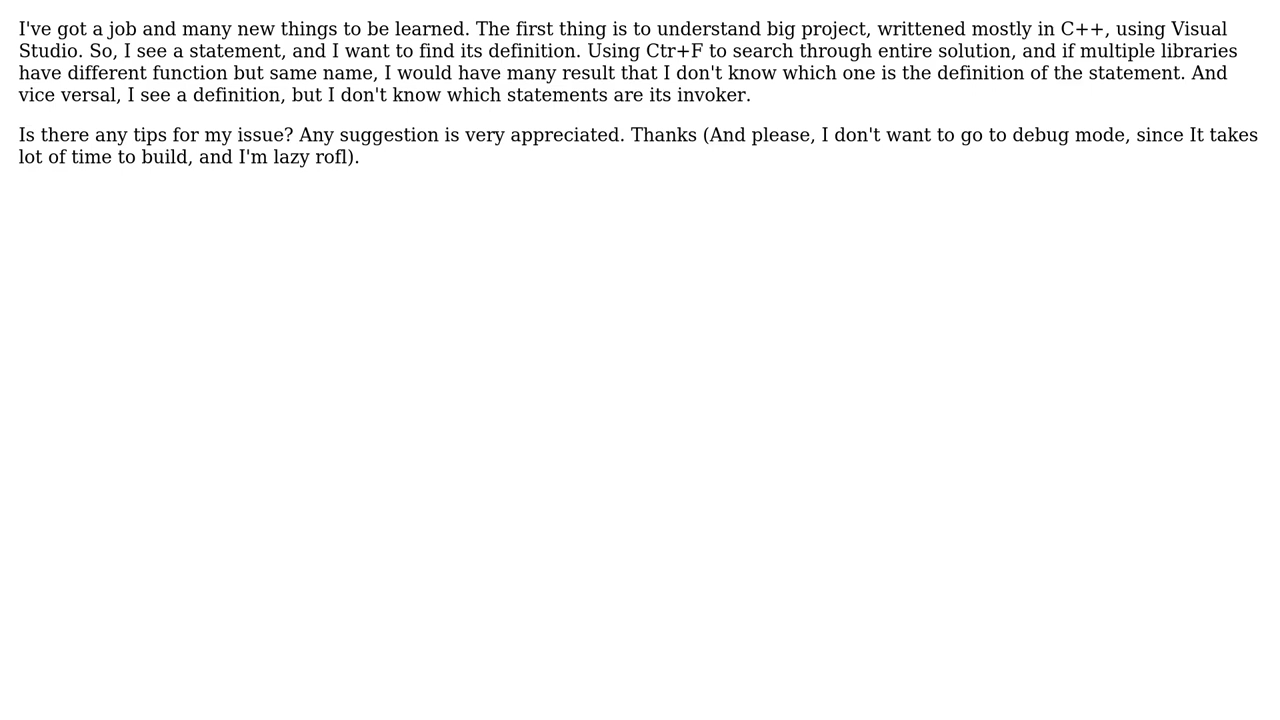 I've got a job and many new things to be learned. The first thing is to understand big project, writtened mostly in C++, using Visual
Studio. So, I see a statement, and I want to find its definition. Using Ctr+F to search through entire solution, and if multiple libraries
have different function but same name, I would have many result that I don't know which one is the definition of the statement. And
vice versal, I see a definition, but I don't know which statements are its invoker.
Is there any tips for my issue? Any suggestion is very appreciated. Thanks (And please, I don't want to go to debug mode, since It takes
lot of time to build, and I'm lazy rofl).